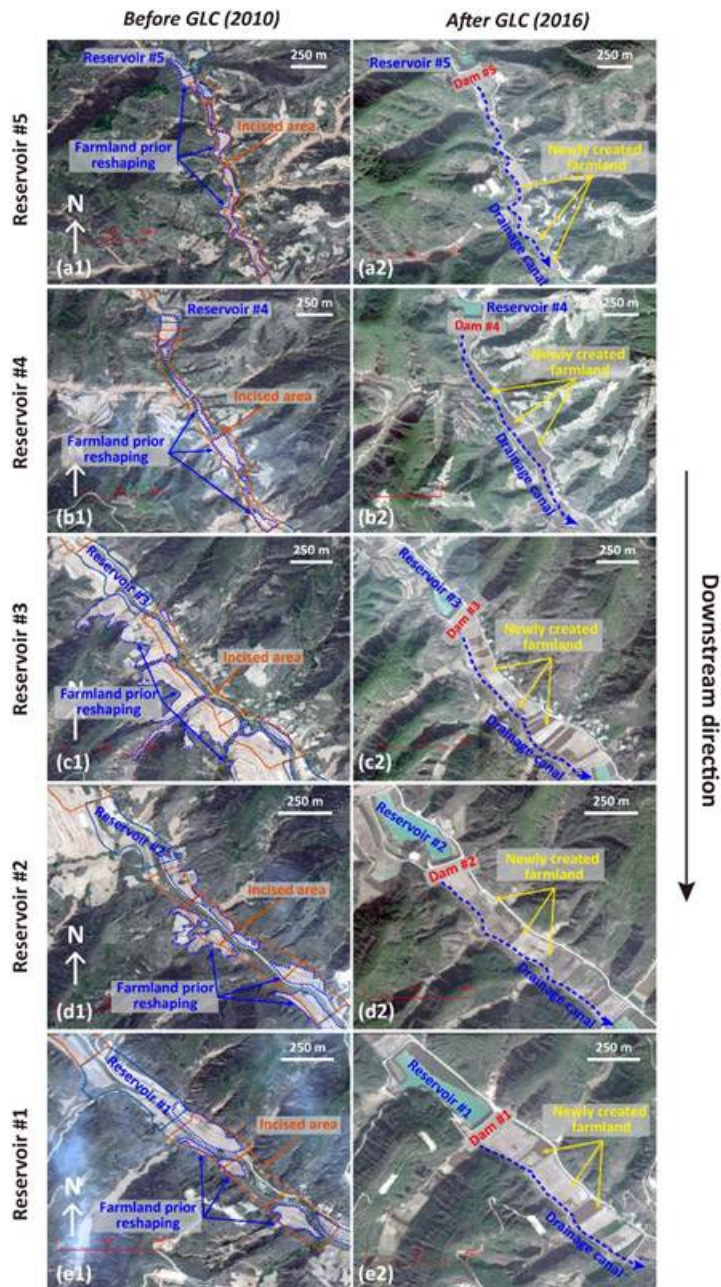 Before GLC (2010)
After GLC (2016)
Reservoir #5
Reservoir #5
250 m
Farmland prior
reshaping
Incised area
N
(a1)
Reservoir #5
Dam #5
250 m
Newly created
farmland
Drainage canal
(a2)
Reservoir #4
Reservoir #4
250 m
Incised area
Farmland prior
reshaping
(b1)
Reservoir #4
Dam #4
250 m
Newly created
farmland
Drainage canal
(b2)
Reservoir #3
Reservoir #3
250 m
Incised area
Farmland prior
reshaping
N
(c1)
Reservoir #3
Dam #3
250 m
Newly created
farmland
Drainage canal
(c2)
Reservoir #2
Reservoir #2
250 m
Incised area
Farmland prior
reshaping
N
(d1)
Reservoir #2
Dam #2
250 m
Newly created
farmland
Drainage canal
(d2)
Reservoir #1
Reservoir #1
250 m
Incised area
Farmland prior
reshaping
N
(e1)
Reservoir #1
Dam #1
250 m
Newly created
farmland
Drainage canal
(e2)
Downstream direction